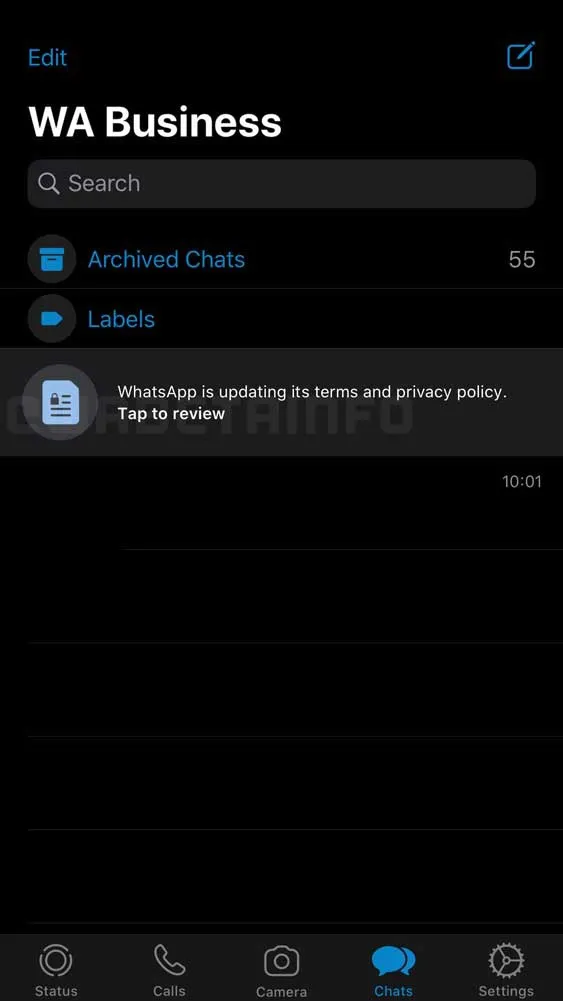 Edit
WA Business
Search
Archived Chats 55
Labels
WhatsApp is updating its terms and privacy policy.
Tap to review
WABETAINFO
10:01
Status Calls Camera Chats Settings